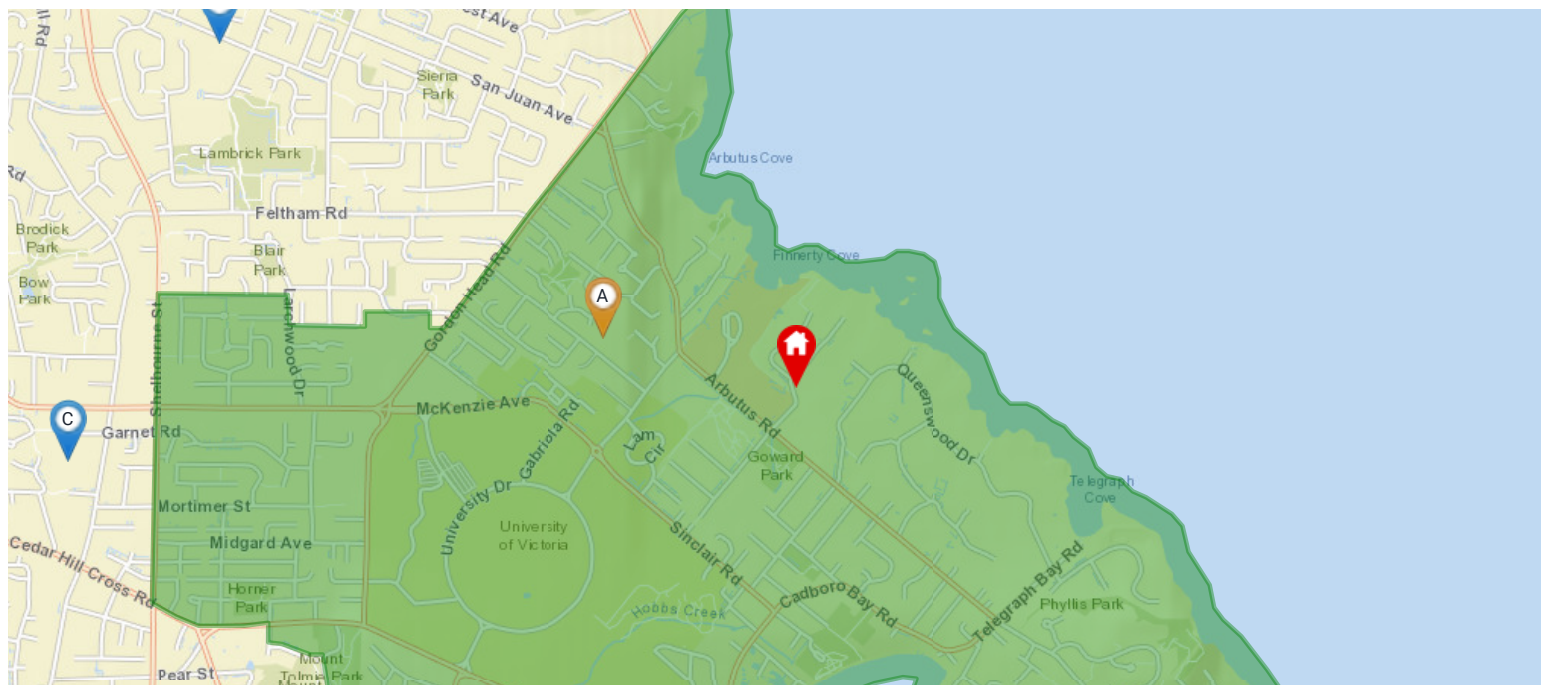 San Juan Ave
Sierra
Park
Lambrick Park
Arbutus Cove
Feltham Rd
Brodick
Park
Blair
Park
Finnerty Cove
Bow
Park
Gordon Head Rd
A
Larchwood Dr
Shelbourne St
McKenzie Ave
Arbutus Rd
Queenswood Dr
C
Garnet Rd
Gabriola Rd
Lam
Cir
Goward
Park
Telegraph
Cove
University Dr
Mortimer St
University
of Victoria
Midgard Ave
Sinclair Rd
Cedar Hill Cross Rd
Horner
Park
Hobbs Creek
Cadboro Bay Rd
Telegraph Bay Rd
Phyllis Park
Mount
Tolmie Park
Pear St